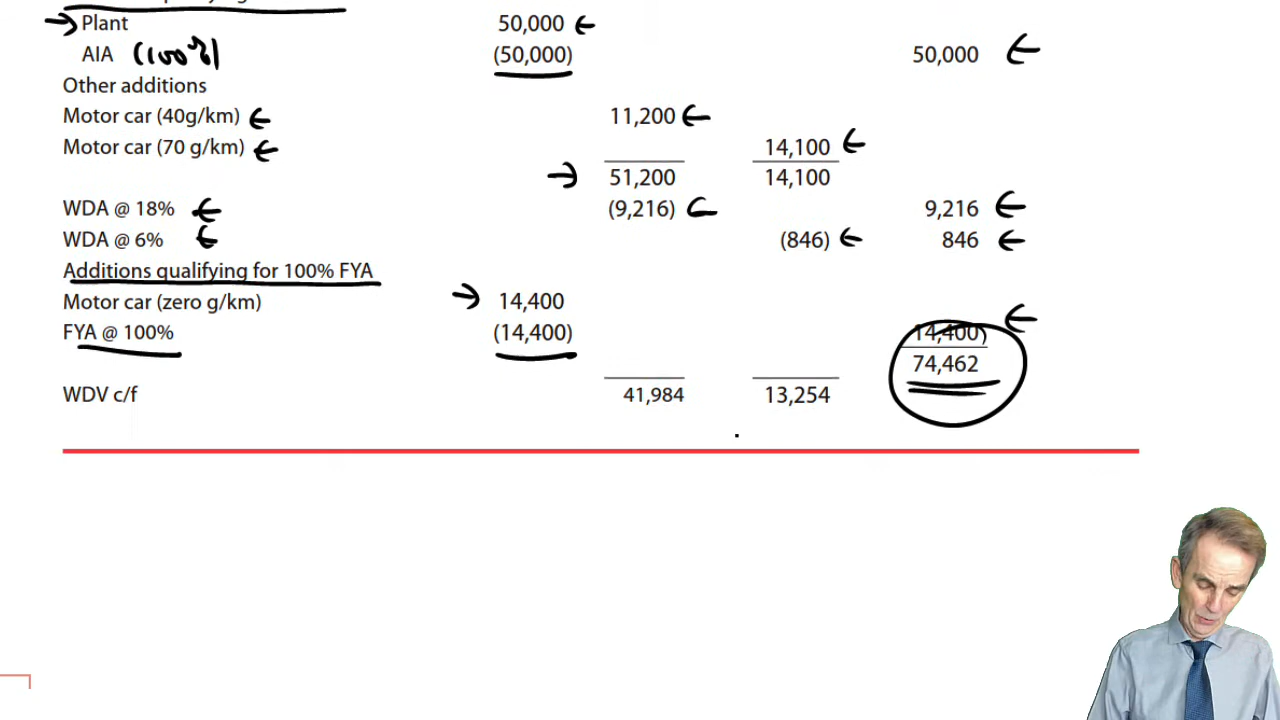 Plant 50,000
AIA (100%) (50,000) 50,000
Other additions
Motor car (40g/km) 11,200
Motor car (70 g/km) 14,100
51,200 14,100
WDA @ 18% (9,216) 9,216
WDA @ 6% (846) 846
Additions qualifying for 100% FYA
Motor car (zero g/km) 14,400
FYA @ 100% (14,400) 14,400)
74,462
WDV c/f 41,984 13,254